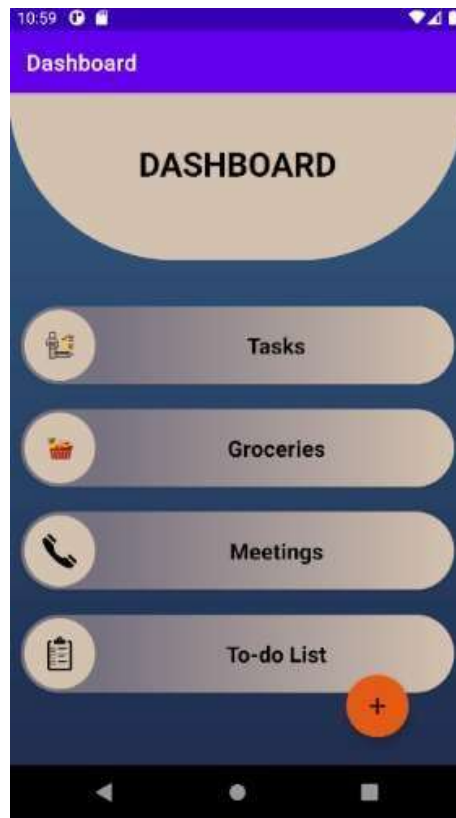 10:59
Dashboard
DASHBOARD
Tasks
Groceries
Meetings
To-do List
+